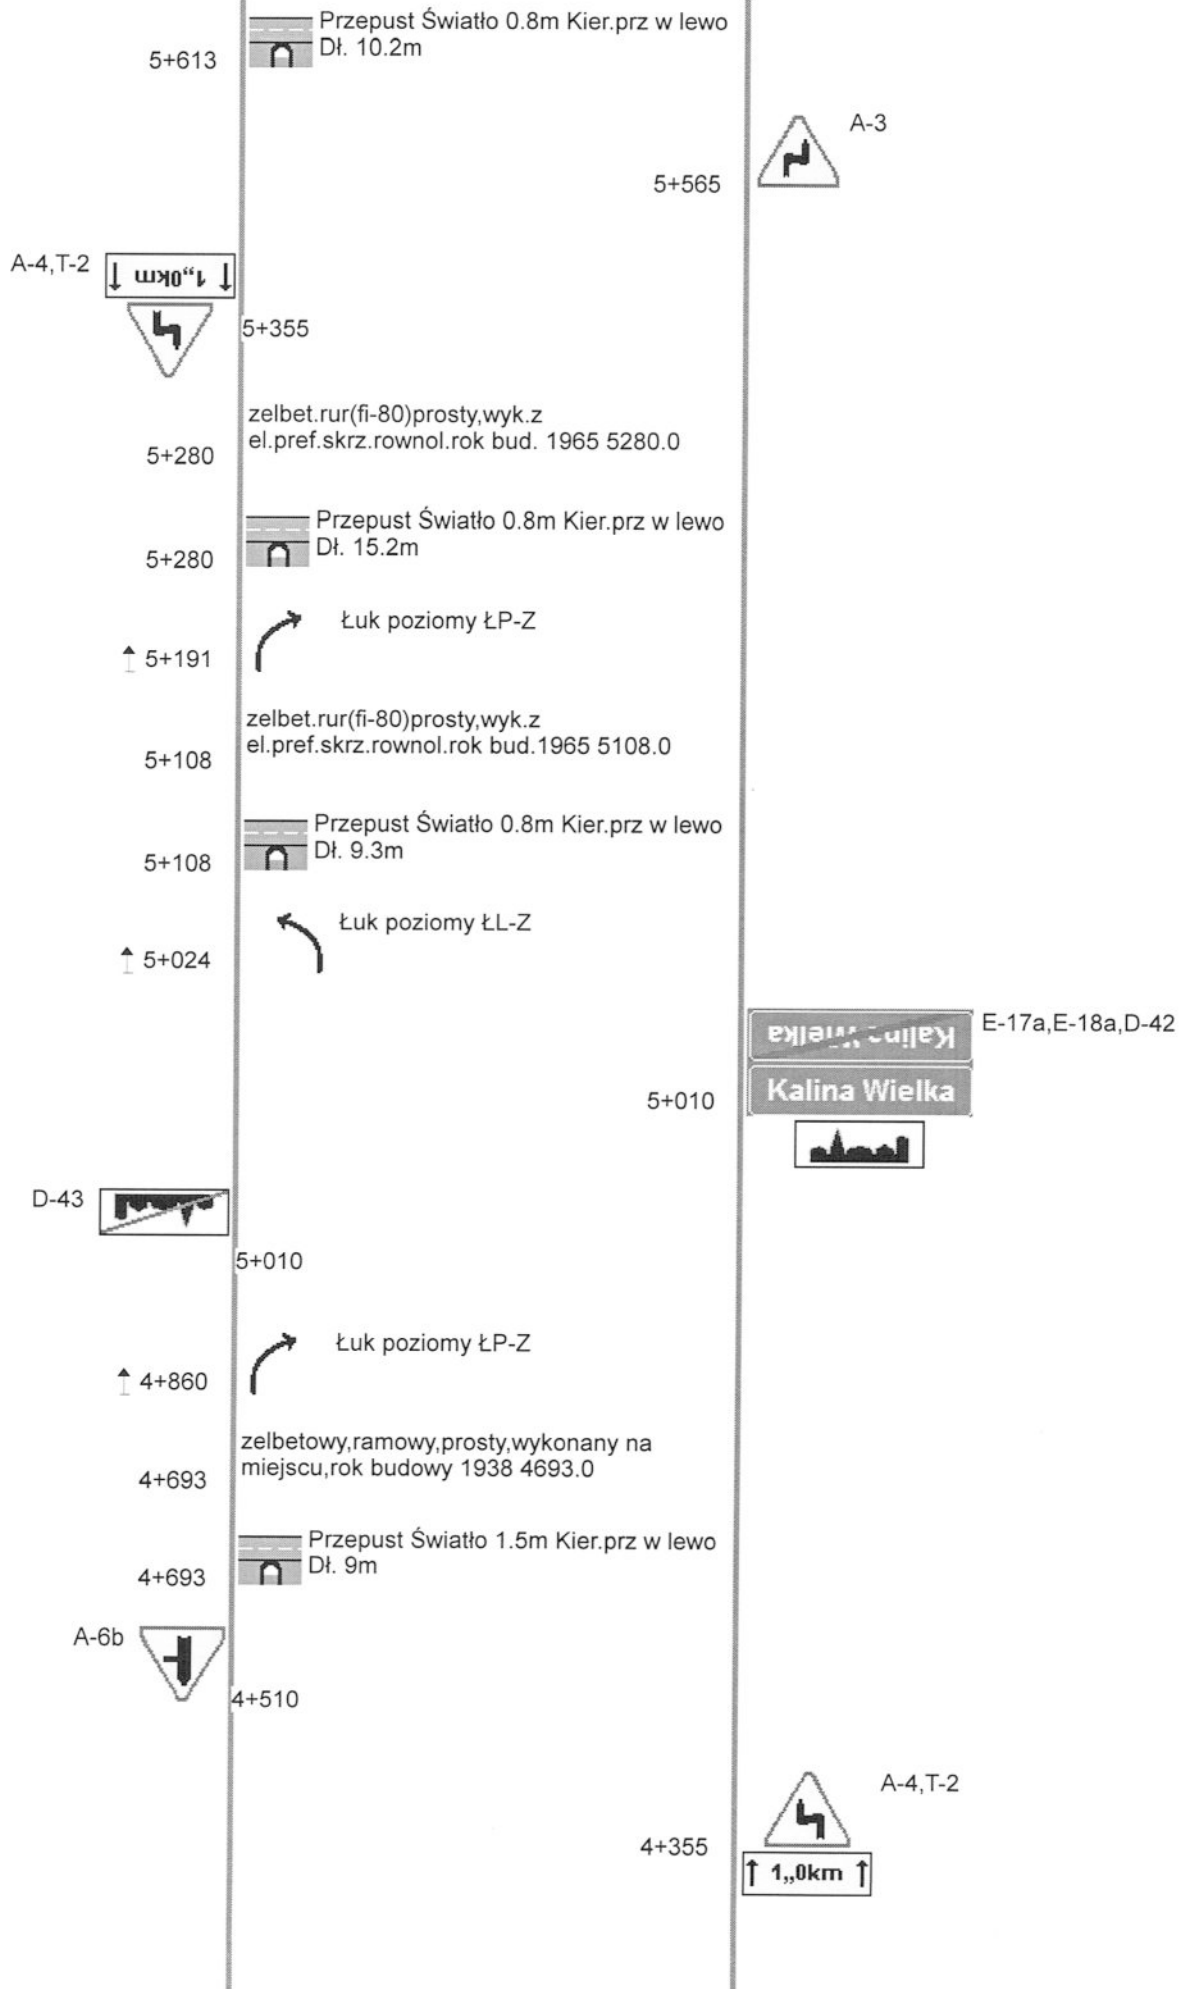 Przepust Światło 0.8m Kier.prz w lewo
Dł. 10.2m
5+613
A-3
5+565
A-4,T-2
1,,0km
5+355
zelbet.rur(fi-80)prosty,wyk.z
el.pref.skrz.rownol.rok bud. 1965 5280.0
5+280
Przepust Światło 0.8m Kier.prz w lewo
Dł. 15.2m
5+280
Łuk poziomy ŁP-Z
5+191
zelbet.rur(fi-80)prosty,wyk.z
el.pref.skrz.rownol.rok bud.1965 5108.0
5+108
Przepust Światło 0.8m Kier.prz w lewo
Dł. 9.3m
5+108
Łuk poziomy ŁL-Z
5+024
Kalina Wielka
E-17a,E-18a,D-42
Kalina Wielka
5+010
D-43
5+010
Łuk poziomy ŁP-Z
4+860
zelbetowy,ramowy,prosty,wykonany na
miejscu,rok budowy 1938 4693.0
4+693
Przepust Światło 1.5m Kier.prz w lewo
Dł. 9m
4+693
A-6b
4+510
A-4,T-2
4+355
1,,0km